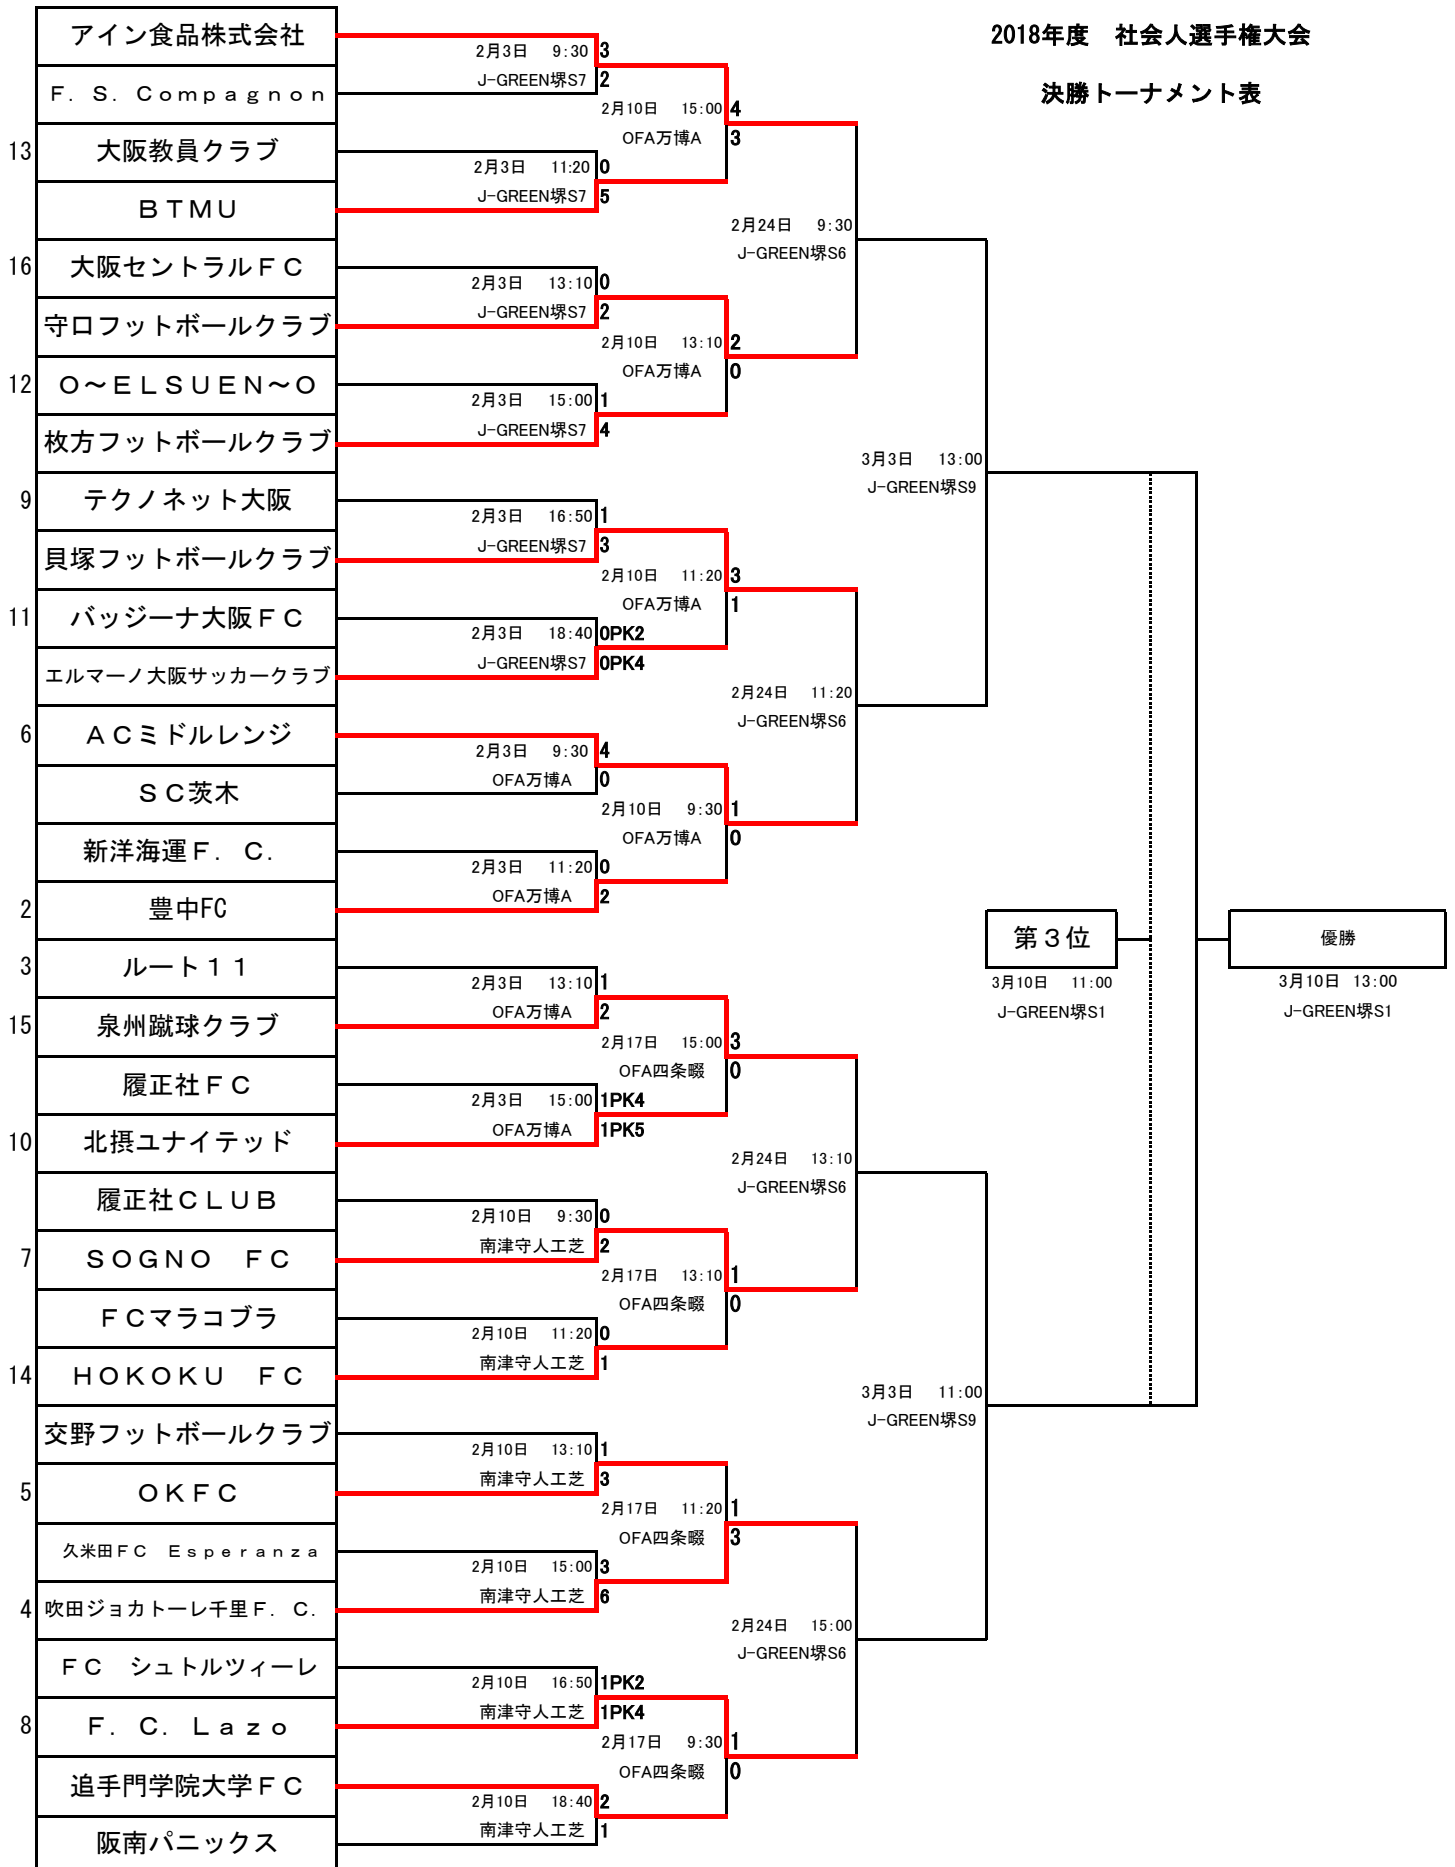 2018年度　社会人選手権大会
決勝トーナメント表
アイン食品株式会社
2月3日 9:30 3
J-GREEN堺S7 2
Ｆ．Ｓ．Ｃｏｍｐａｇｎｏｎ
2月10日 15:00 4
OFA万博A 3
13 大阪教員クラブ
2月3日 11:20 0
J-GREEN堺S7 5
ＢＴＭＵ
2月24日 9:30
J-GREEN堺S6
16 大阪セントラルＦＣ
2月3日 13:10 0
J-GREEN堺S7 2
守口フットボールクラブ
2月10日 13:10 2
OFA万博A 0
12 Ｏ～ＥＬＳＵＥＮ～Ｏ
2月3日 15:00 1
J-GREEN堺S7 4
枚方フットボールクラブ
3月3日 13:00
J-GREEN堺S9
9 テクノネット大阪
2月3日 16:50 1
J-GREEN堺S7 3
貝塚フットボールクラブ
2月10日 11:20 3
OFA万博A 1
11 バッジーナ大阪ＦＣ
2月3日 18:40 0PK2
J-GREEN堺S7 0PK4
エルマーノ大阪サッカークラブ
2月24日 11:20
J-GREEN堺S6
6 ＡＣミドルレンジ
2月3日 9:30 4
OFA万博A 0
ＳＣ茨木
2月10日 9:30 1
OFA万博A 0
新洋海運Ｆ．Ｃ．
2月3日 11:20 0
OFA万博A 2
2 豊中FC
第３位
3月10日 11:00
J-GREEN堺S1
優勝
3月10日 13:00
J-GREEN堺S1
3 ルート１１
2月3日 13:10 1
OFA万博A 2
15 泉州蹴球クラブ
2月17日 15:00 3
OFA四条畷 0
履正社ＦＣ
2月3日 15:00 1PK4
OFA万博A 1PK5
10 北摂ユナイテッド
2月24日 13:10
J-GREEN堺S6
履正社ＣＬＵＢ
2月10日 9:30 0
南津守人工芝 2
7 ＳＯＧＮＯ　ＦＣ
2月17日 13:10 1
OFA四条畷 0
ＦＣマラコブラ
2月10日 11:20 0
南津守人工芝 1
14 ＨＯＫＯＫＵ　ＦＣ
3月3日 11:00
J-GREEN堺S9
交野フットボールクラブ
2月10日 13:10 1
南津守人工芝 3
5 ＯＫＦＣ
2月17日 11:20 1
OFA四条畷 3
久米田ＦＣ　Ｅｓｐｅｒａｎｚａ
2月10日 15:00 3
南津守人工芝 6
4 吹田ジョカトーレ千里Ｆ．Ｃ．
2月24日 15:00
J-GREEN堺S6
ＦＣ　シュトルツィーレ
2月10日 16:50 1PK2
南津守人工芝 1PK4
8 Ｆ．Ｃ．Ｌａｚｏ
2月17日 9:30 1
OFA四条畷 0
追手門学院大学ＦＣ
2月10日 18:40 2
南津守人工芝 1
阪南パニックス